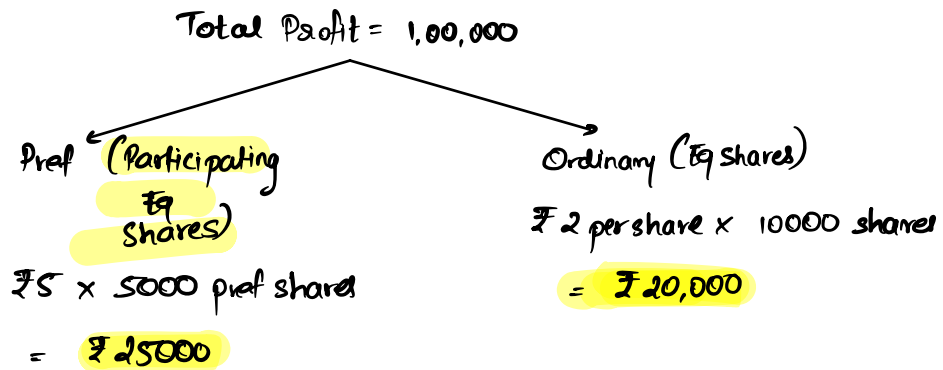 Total Profit = 1,00,000
Pref (Participating
Eq
shares)
₹5 × 5000 pref shares
= ₹25000
Ordinary (Eq shares)
₹2 per share × 10000 shares
= ₹20,000